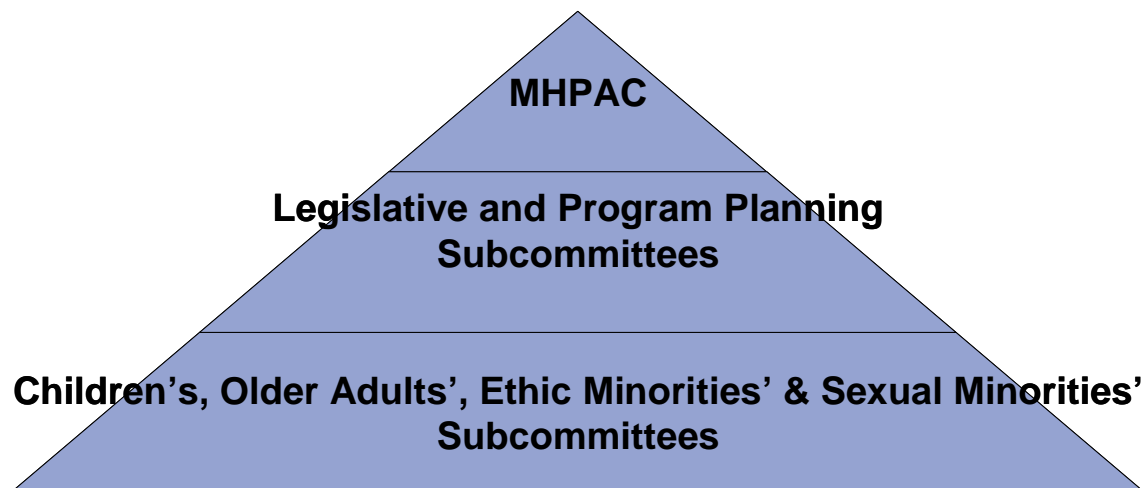 MHPAC
Legislative and Program Planning
Subcommittees
Children’s, Older Adults’, Ethic Minorities’ & Sexual Minorities’
Subcommittees